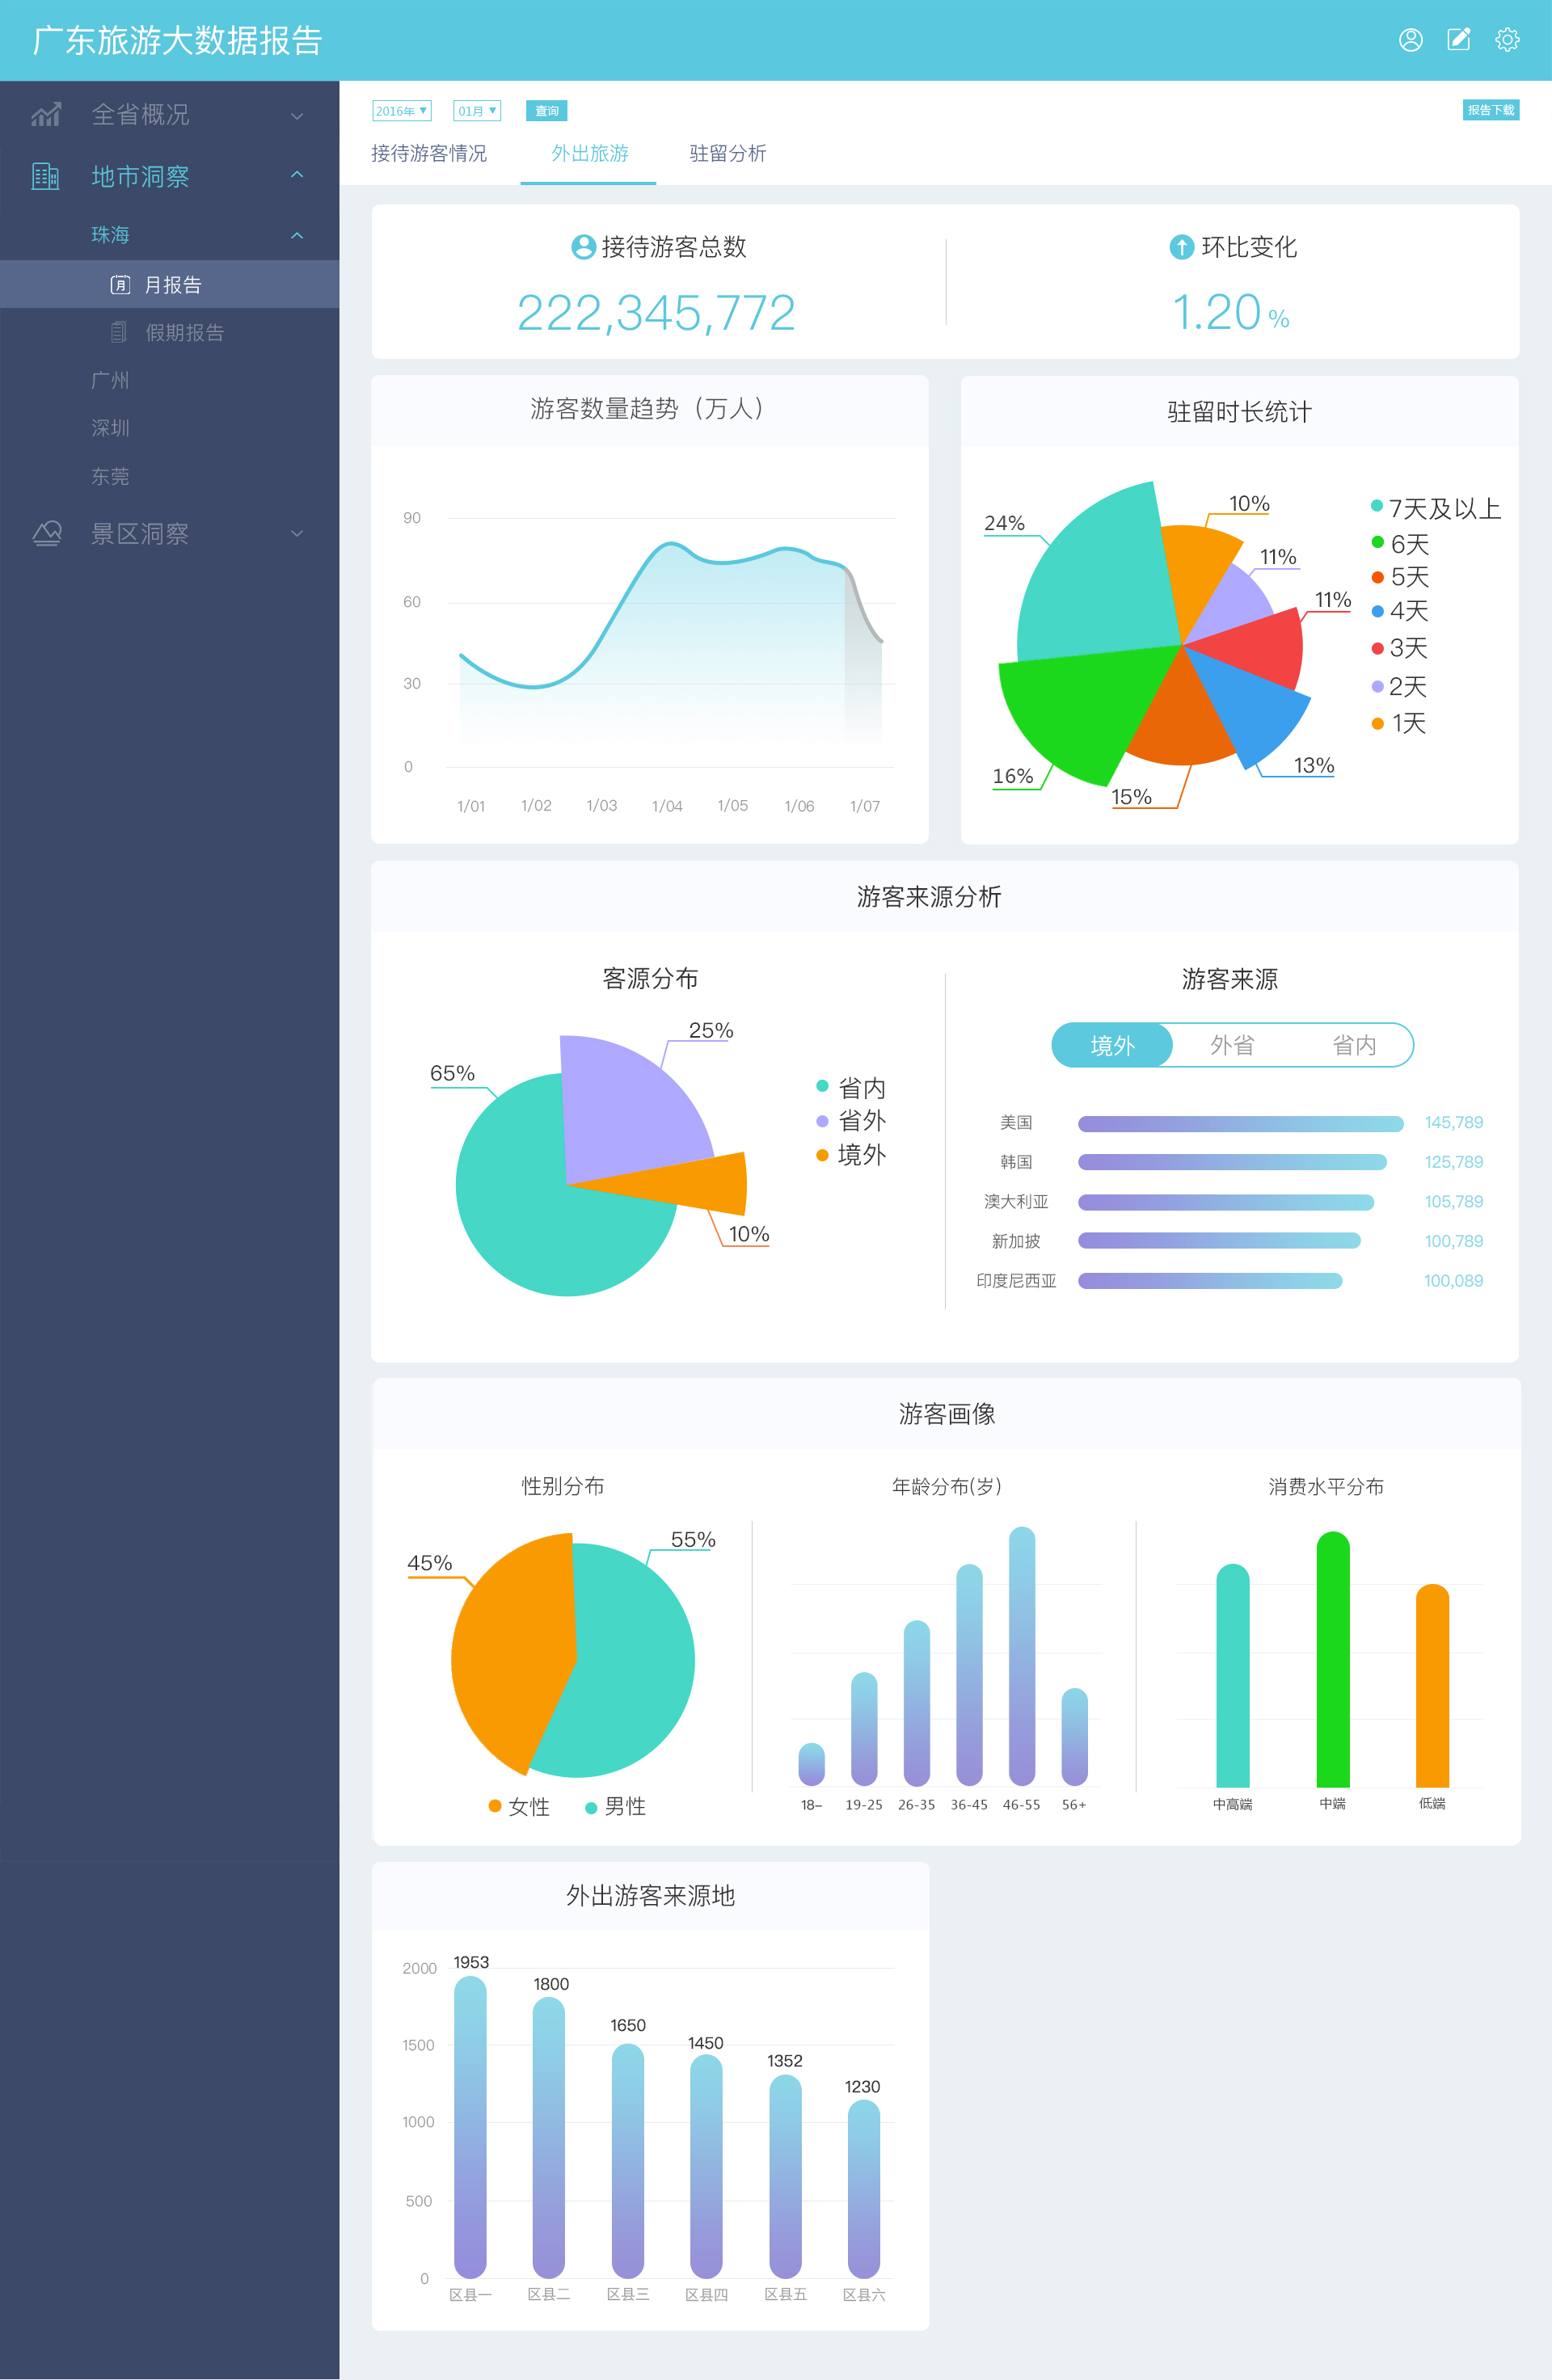 广东旅游大数据报告
全省概况
地市洞察
珠海
月
月报告
假期报告
广州
深圳
东莞
景区洞察
2016年
01月
查询
报告下载
接待游客情况
外出旅游
驻留分析
接待游客总数
222,345,772
环比变化
1.20 %
游客数量趋势（万人）
90
60
30
0
1/01
1/02
1/03
1/04
1/05
1/06
1/07
驻留时长统计
24%
10%
11%
11%
13%
15%
16%
7天及以上
6天
5天
4天
3天
2天
1天
游客来源分析
客源分布
65%
25%
10%
省内
省外
境外
游客来源
境外
外省
省内
美国
145,789
韩国
125,789
澳大利亚
105,789
新加披
100,789
印度尼西亚
100,089
游客画像
性别分布
45%
55%
女性
男性
年龄分布(岁)
18–
19-25
26-35
36-45
46-55
56+
消费水平分布
中高端
中端
低端
外出游客来源地
2000
1500
1000
500
0
1953
1800
1650
1450
1352
1230
区县一
区县二
区县三
区县四
区县五
区县六